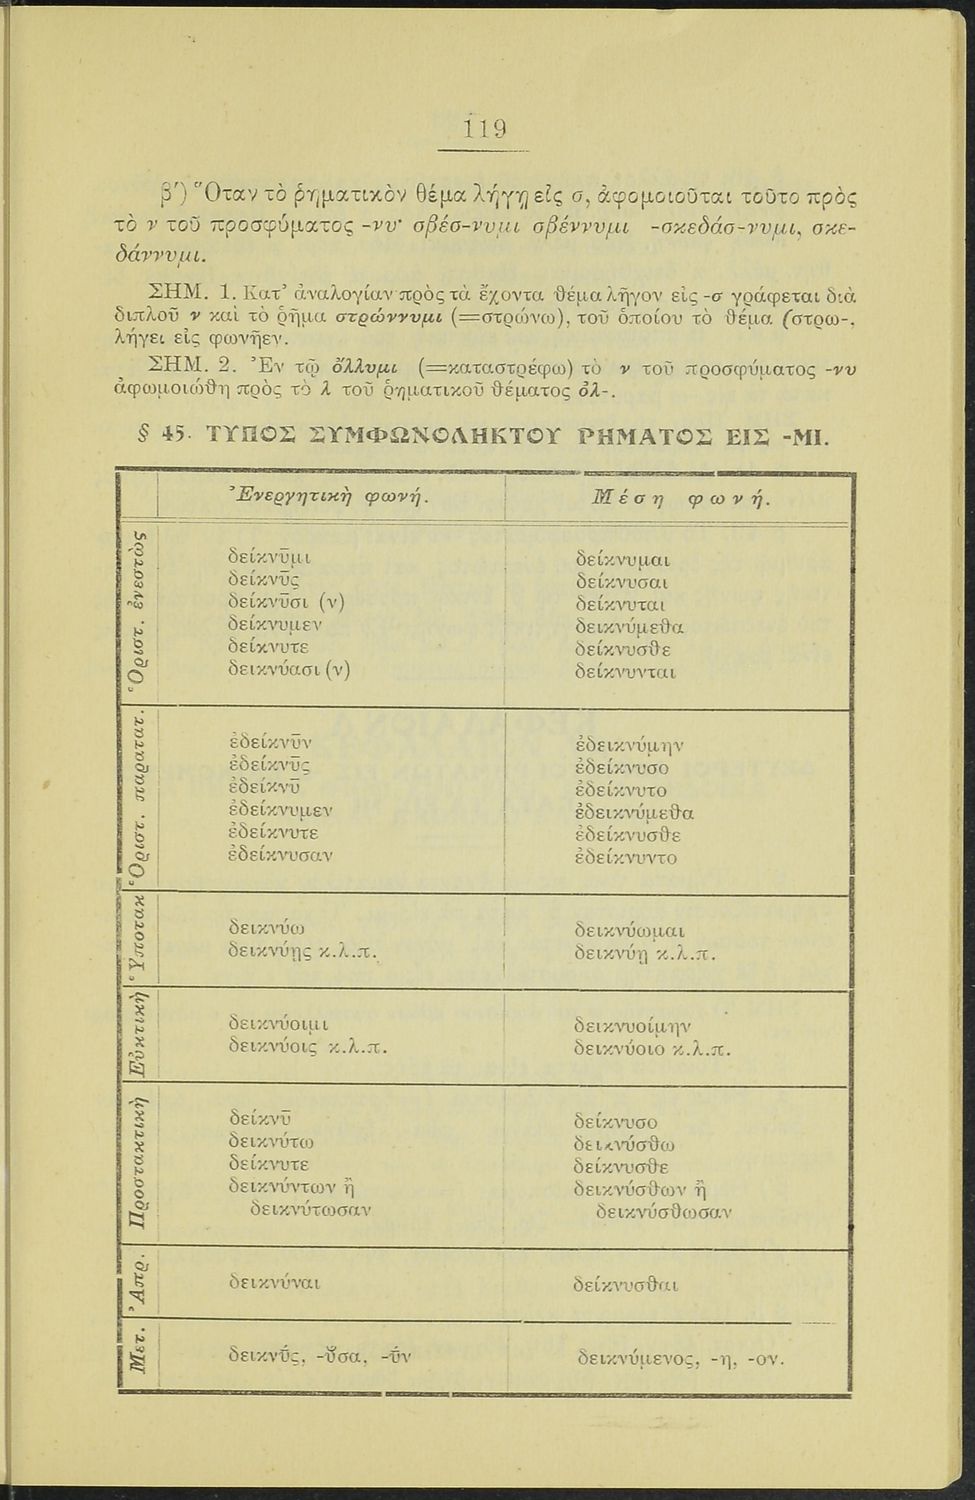 119
β') Ὅταν τὸ ῥηματικὸν θέμα λήγῃ εἰς σ, ἀφομοιοῦται τοῦτο πρὸς
τὸ ν τοῦ προσφύματος -νυ· σβέσ-νυμι σβέννυμι -σκεδάσ-νυμι, σκε-
δάννυμι.
ΣΗΜ. 1. Κατ' ἀναλογίαν πρὸς τὰ ἔχοντα θέμα λῆγον εἰς -σ γράφεται διὰ
διπλοῦ ν καὶ τὸ ῥῆμα στρώννυμι (=στρώνω), τοῦ ὁποίου τὸ θέμα (στρω-,
λήγει εἰς φωνῆεν.
ΣΗΜ. 2. Ἐν τῷ ὄλλυμι (=καταστρέφω) τὸ ν τοῦ προσφύματος -νυ
ἀφωμοιώθη πρὸς τὸ λ τοῦ ῥηματικοῦ θέματος ὀλ-.
§ 45. ΤΥΠΟΣ ΣΥΜΦΩΝΟΛΗΚΤΟΥ ΡΗΜΑΤΟΣ ΕΙΣ -ΜΙ.
Ἐνεργητικὴ φωνή. Μέση φωνή.
Ὁριστ. ἐνεστὼς
δείκνῡμι δείκνυμαι
δείκνῡς δείκνυσαι
δείκνῡσι (ν) δείκνυται
δείκνυμεν δεικνύμεθα
δείκνυτε δείκνυσθε
δεικνύασι (ν) δείκνυνται
Ὁριστ. παρατατ.
ἐδείκνῡν ἐδεικνύμην
ἐδείκνῡς ἐδείκνυσο
ἐδείκνῡ ἐδείκνυτο
ἐδείκνυμεν ἐδεικνύμεθα
ἐδείκνυτε ἐδείκνυσθε
ἐδείκνυσαν ἐδείκνυντο
Ὑποτακ
δεικνύω δεικνύωμαι
δεικνύῃς κ.λ.π. δεικνύῃ κ.λ.π.
Εὐκτικὴ
δεικνύοιμι δεικνυοίμην
δεικνύοις κ.λ.π. δεικνύοιο κ.λ.π.
Προστακτικὴ
δείκνῡ δείκνυσο
δεικνύτω δεικνύσθω
δείκνυτε δείκνυσθε
δεικνύντων ἢ δεικνύσθων ἢ
δεικνύτωσαν δεικνύσθωσαν
Ἀπρ.
δεικνύναι δείκνυσθαι
Μετ.
δεικνύς, -ῦσα, -ύν δεικνύμενος, -η, -ον.